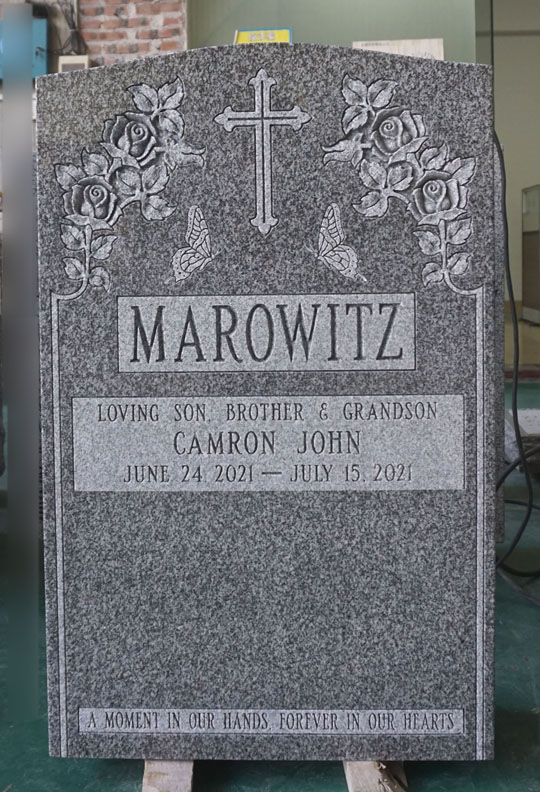 MAROWITZ
LOVING SON, BROTHER & GRANDSON
CAMRON JOHN
JUNE 24 2021 — JULY 15, 2021
A MOMENT IN OUR HANDS, FOREVER IN OUR HEARTS